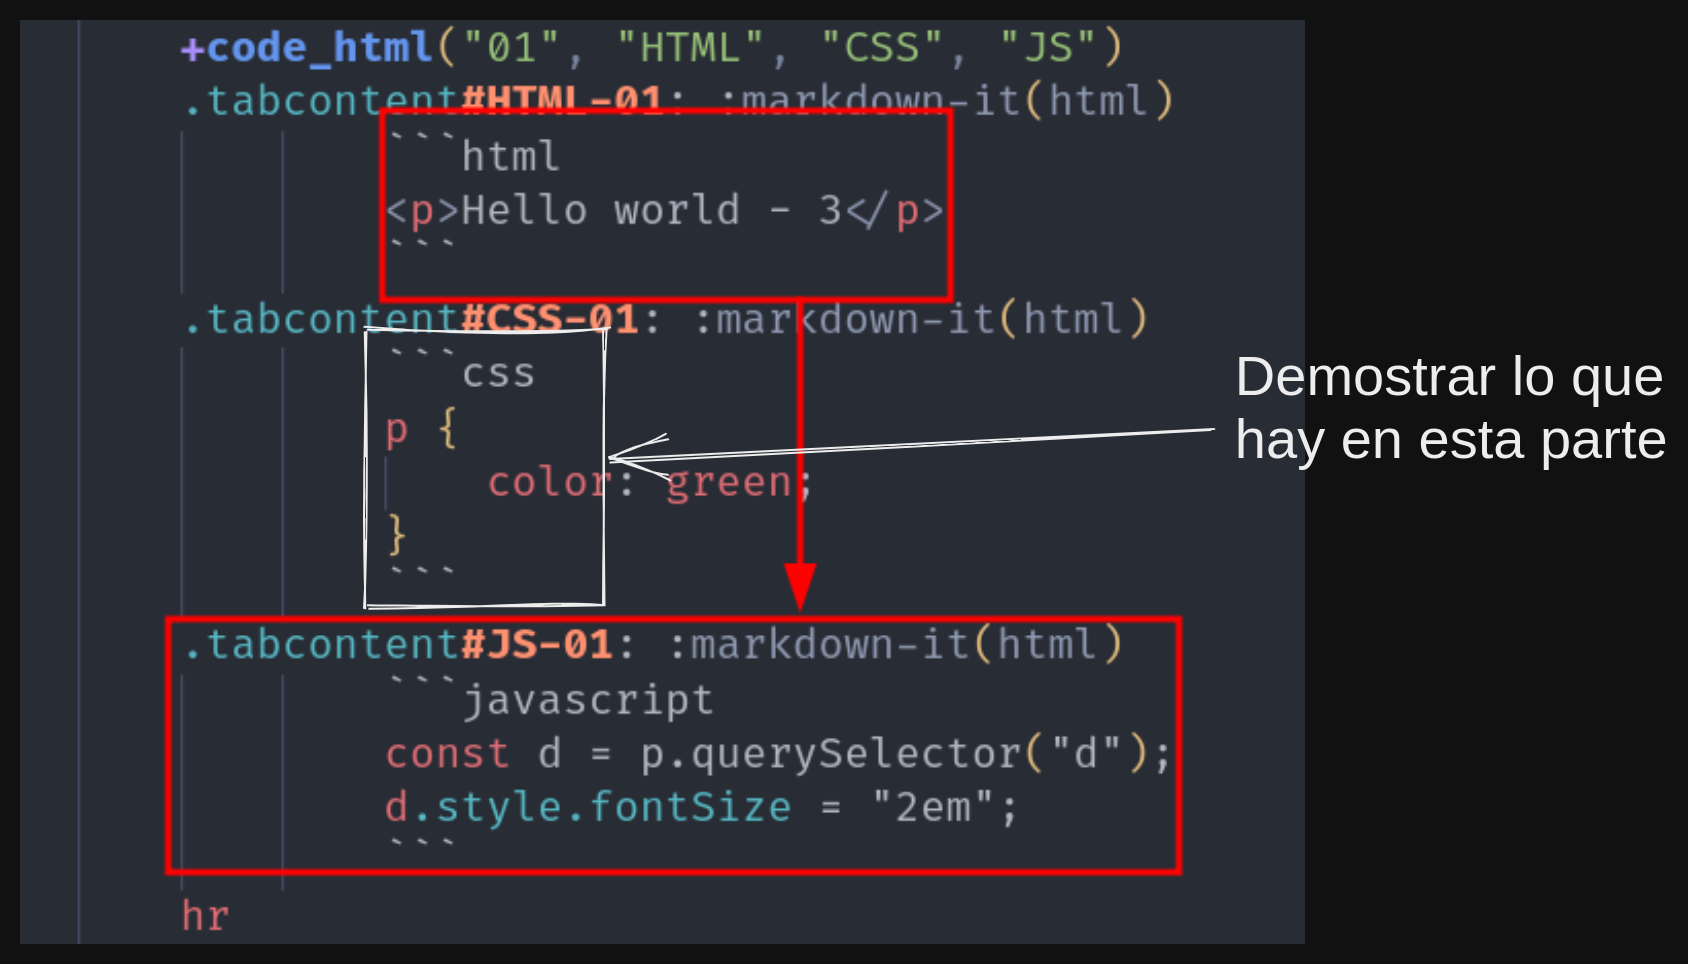 +code_html("01", "HTML", "CSS", "JS")
.tabcontent#HTML-01: :markdown-it(html)
```html
<p>Hello world - 3</p>
```
.tabcontent#CSS-01: :markdown-it(html)
```css
p {
color: green;
}
```
Demostrar lo que
hay en esta parte
.tabcontent#JS-01: :markdown-it(html)
```javascript
const d = p.querySelector("d");
d.style.fontSize = "2em";
```
hr